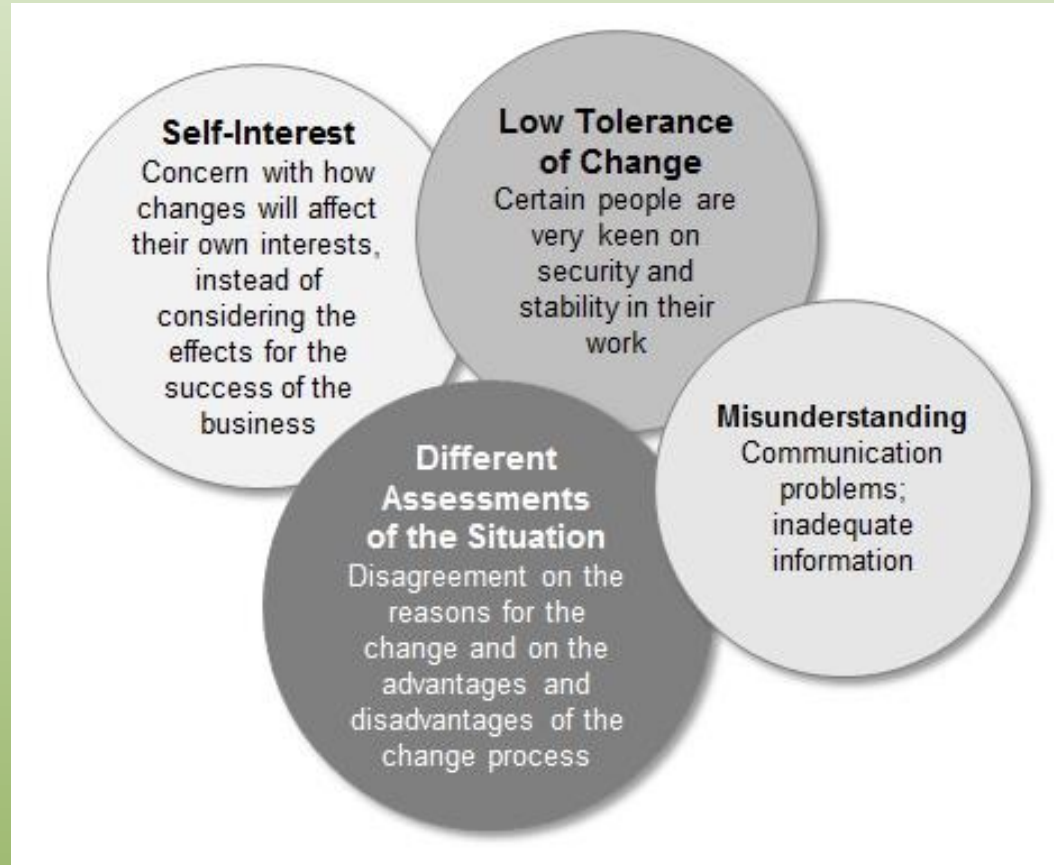 Self-Interest
Concern with how
changes will affect
their own interests,
instead of
considering the
effects for the
success of the
business
Low Tolerance
of Change
Certain people are
very keen on
security and
stability in their
work
Different
Assessments
of the Situation
Disagreement on the
reasons for the
change and on the
advantages and
disadvantages of the
change process
Misunderstanding
Communication
problems;
inadequate
information